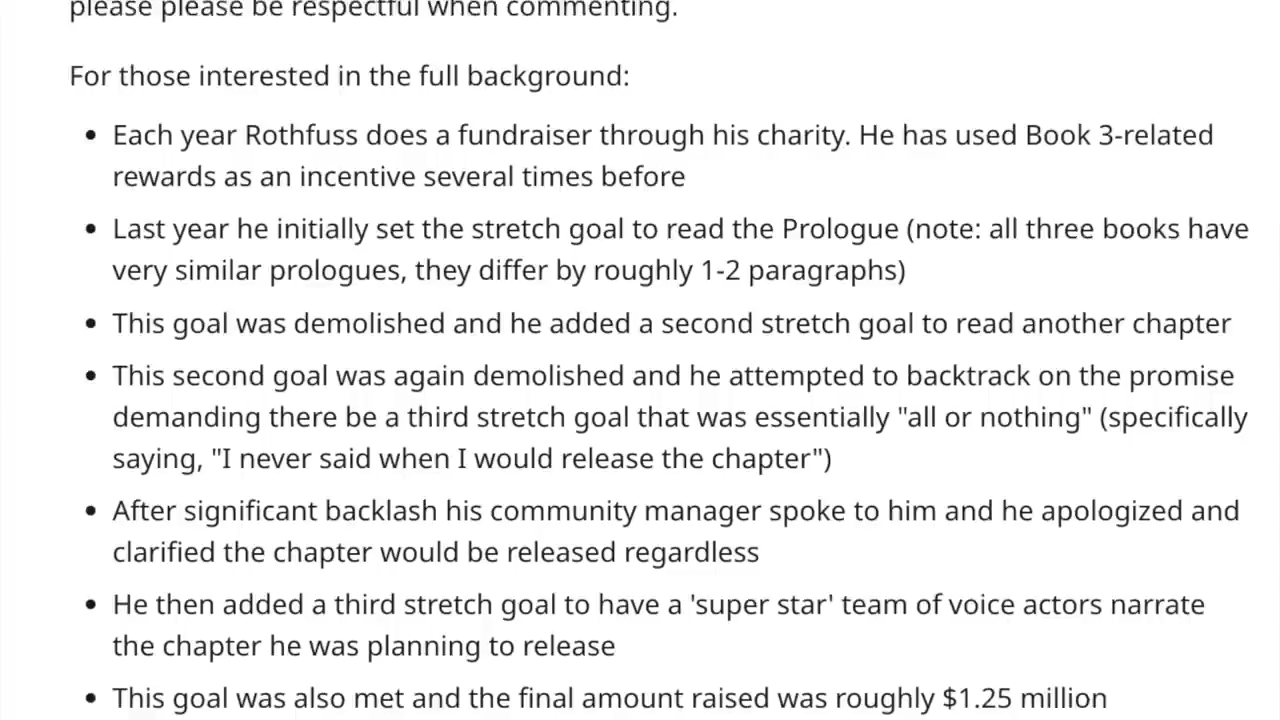 please please be respectful when commenting.
For those interested in the full background:
• Each year Rothfuss does a fundraiser through his charity. He has used Book 3-related
rewards as an incentive several times before
• Last year he initially set the stretch goal to read the Prologue (note: all three books have
very similar prologues, they differ by roughly 1-2 paragraphs)
• This goal was demolished and he added a second stretch goal to read another chapter
• This second goal was again demolished and he attempted to backtrack on the promise
demanding there be a third stretch goal that was essentially "all or nothing" (specifically
saying, "I never said when I would release the chapter")
• After significant backlash his community manager spoke to him and he apologized and
clarified the chapter would be released regardless
• He then added a third stretch goal to have a 'super star' team of voice actors narrate
the chapter he was planning to release
• This goal was also met and the final amount raised was roughly $1.25 million